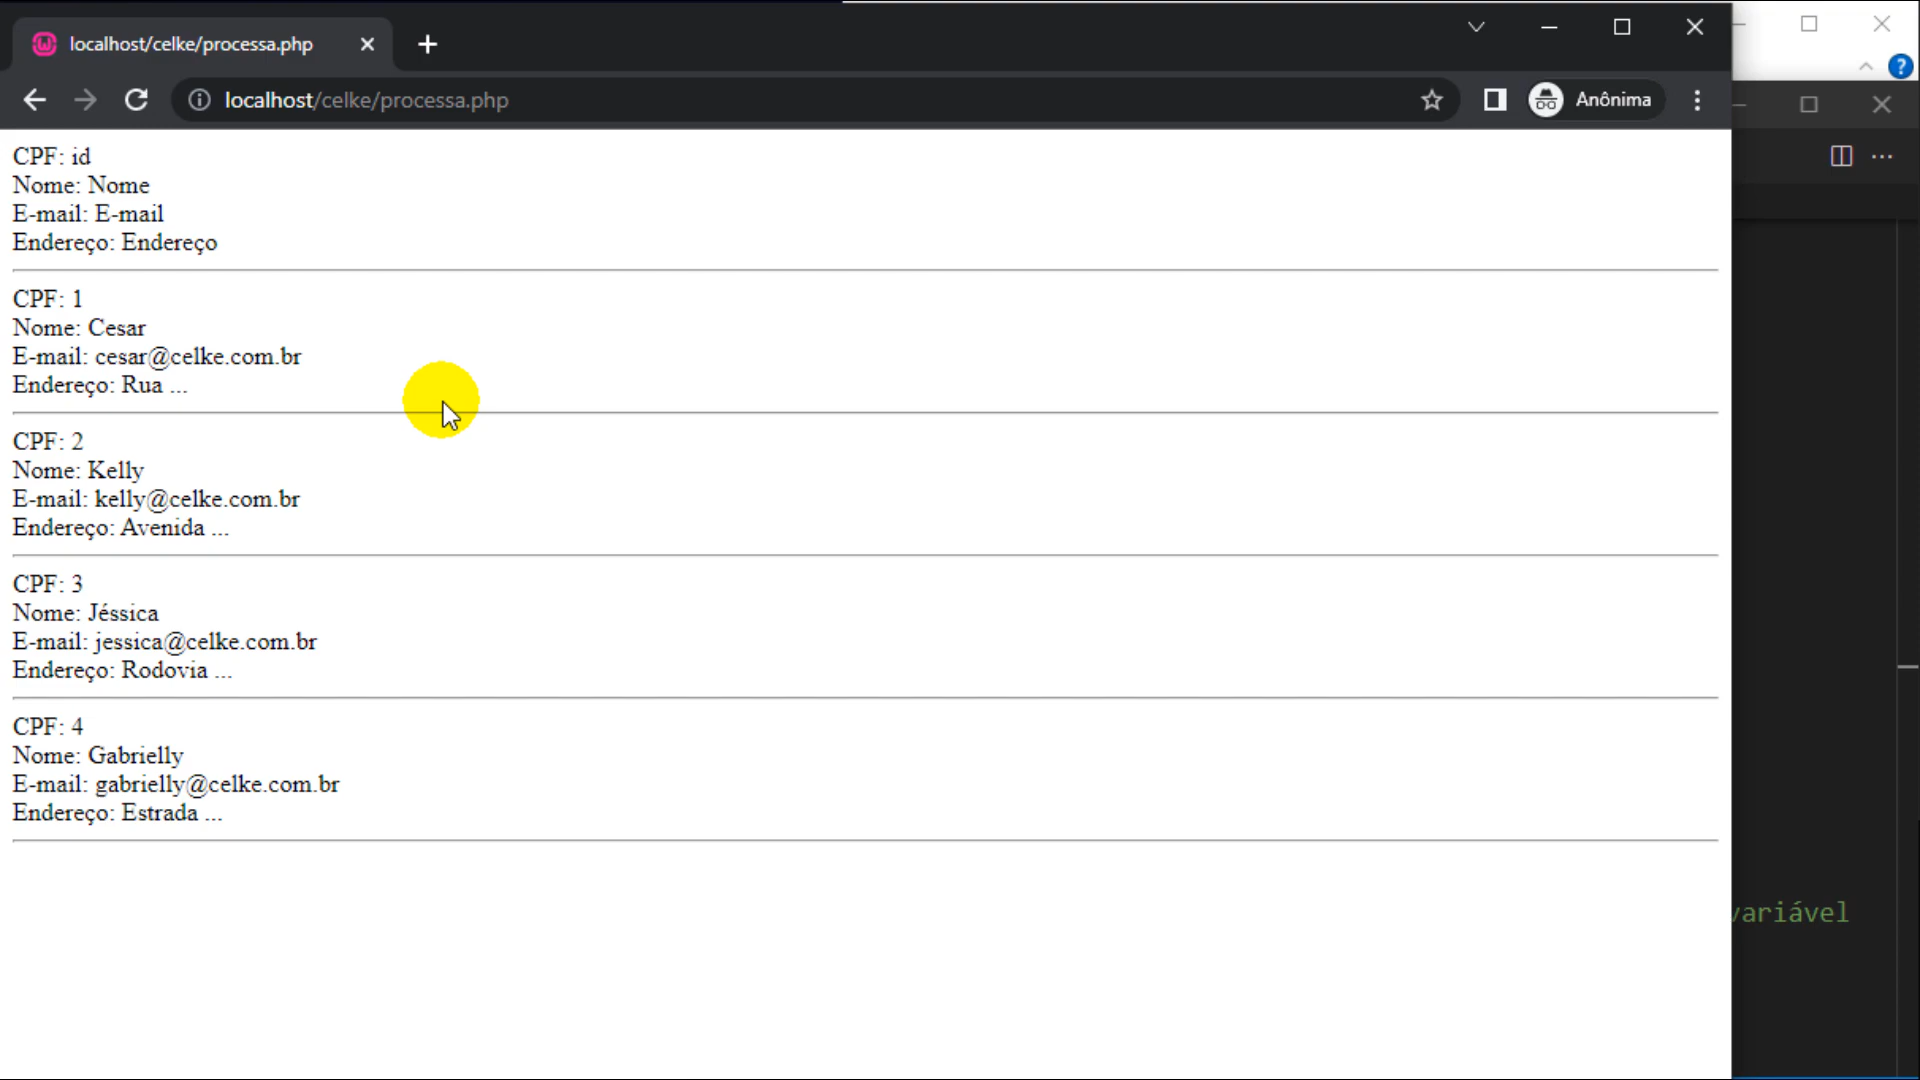 localhost/celke/processa.php
localhost/celke/processa.php
Anônima
CPF: id
Nome: Nome
E-mail: E-mail
Endereço: Endereço
CPF: 1
Nome: Cesar
E-mail: cesar@celke.com.br
Endereço: Rua ...
CPF: 2
Nome: Kelly
E-mail: kelly@celke.com.br
Endereço: Avenida ...
CPF: 3
Nome: Jéssica
E-mail: jessica@celke.com.br
Endereço: Rodovia ...
CPF: 4
Nome: Gabrielly
E-mail: gabrielly@celke.com.br
Endereço: Estrada ...
variável